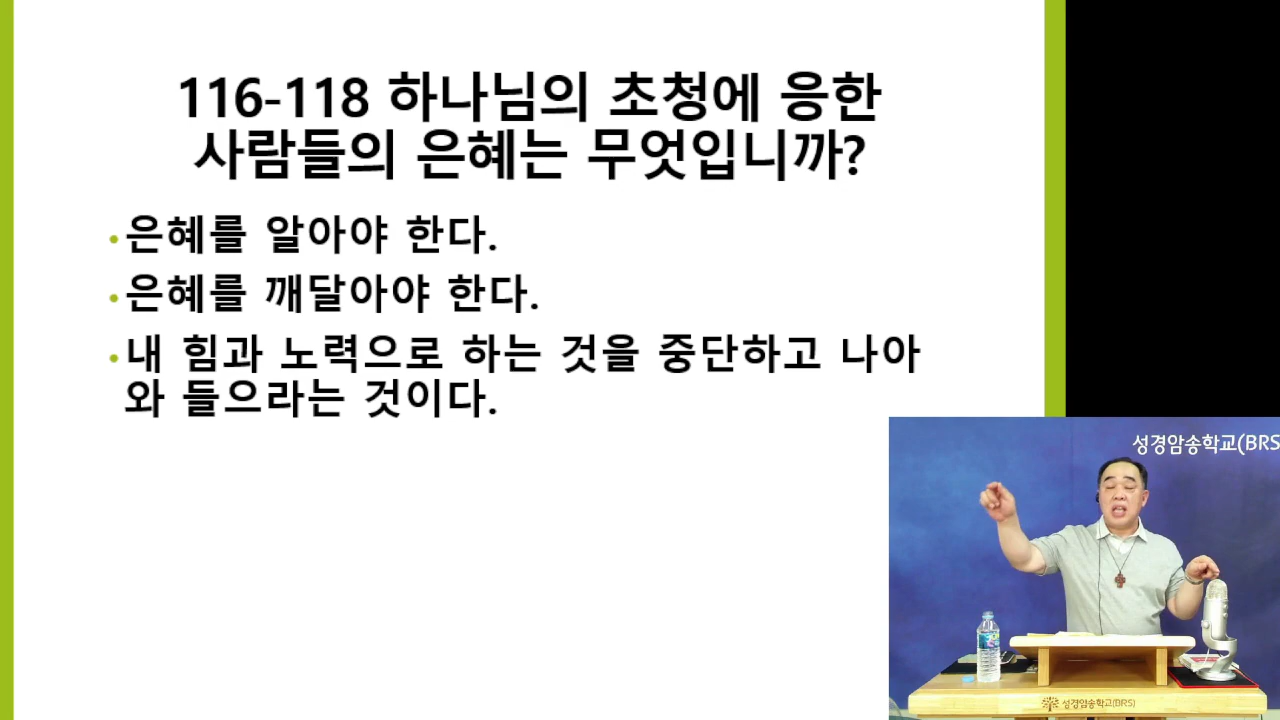 116-118 하나님의 초청에 응한
사람들의 은혜는 무엇입니까?
• 은혜를 알아야 한다.
• 은혜를 깨달아야 한다.
• 내 힘과 노력으로 하는 것을 중단하고 나아
와 들으라는 것이다.
성경암송학교(BRS
성경암송학교(BRS)